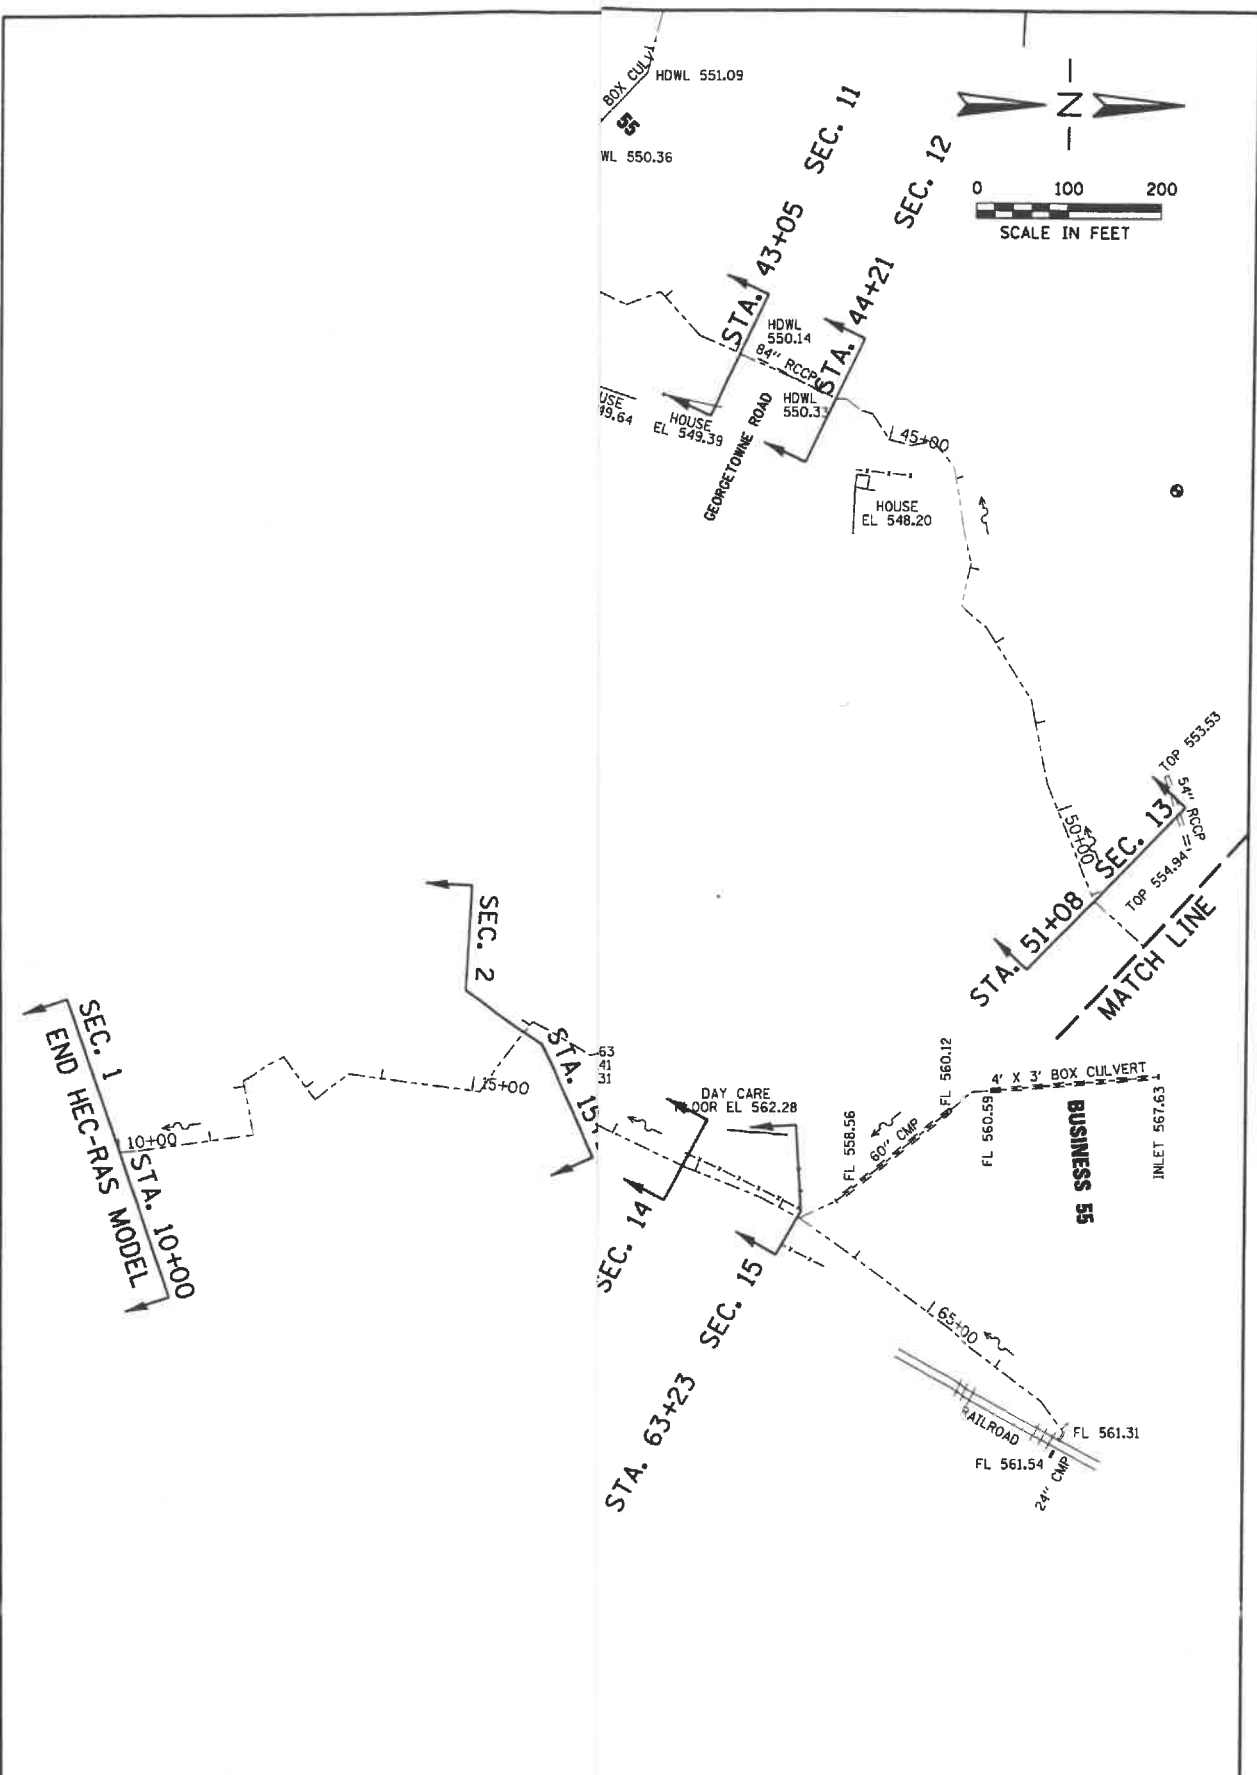 BOX CULV
HDWL 551.09
55
WL 550.36
STA. 43+05 SEC. 11
STA. 44+21 SEC. 12
N
0 100 200
SCALE IN FEET
HDWL
550.14
84" RCCP
HDWL
550.33
USE
49.64
HOUSE
EL 549.39
GEORGETOWNE ROAD
45+00
HOUSE
EL 548.20
TOP 553.53
54" RCCP
TOP 554.94
50+00
STA. 51+08 SEC. 13
MATCH LINE
SEC. 2
STA. 15
63
41
31
15+00
SEC. 1
END HEC-RAS MODEL
10+00
STA. 10+00
DAY CARE
OOR EL 562.28
FL 558.56
60" CMP
FL 560.12
4' X 3' BOX CULVERT
FL 560.59
BUSINESS 55
INLET 567.63
SEC. 14
STA. 63+23 SEC. 15
65+00
RAILROAD
FL 561.31
FL 561.54
24" CMP